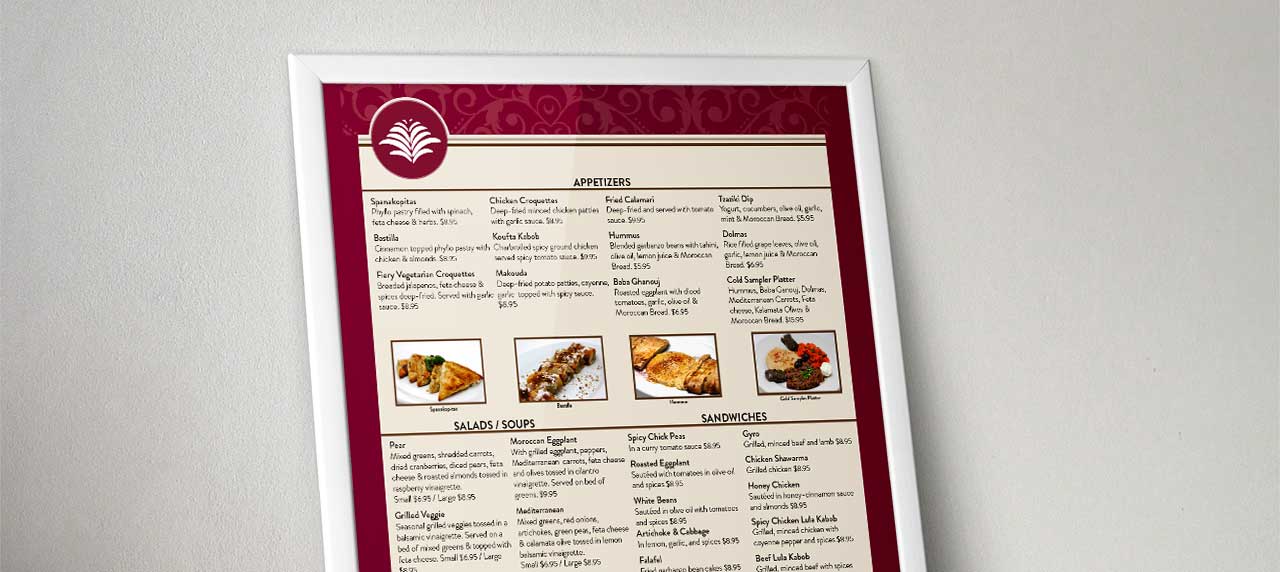 APPETIZERS
Spanakopitas
Phyllo pastry filled with spinach,
feta cheese & herbs. $8.95
Bastilla
Cinnamon topped phyllo pastry with
chicken & almonds. $8.95
Fiery Vegetarian Croquettes
Breaded jalapenos, feta cheese &
spices deep-fried. Served with garlic
sauce. $8.95
Chicken Croquettes
Deep-fried minced chicken patties
with garlic sauce. $8.95
Koufta Kabob
Charbroiled spicy ground chicken
served spicy tomato sauce. $9.95
Makouda
Deep-fried potato patties, cayenne,
garlic topped with spicy sauce.
$8.95
Fried Calamari
Deep-fried and served with tomato
sauce. $9.95
Hummus
Blended garbanzo beans with tahini,
olive oil, lemon juice & Moroccan
Bread. $5.95
Baba Ghanouj
Roasted eggplant with diced
tomatoes, garlic, olive oil &
Moroccan Bread. $6.95
Tzaziki Dip
Yogurt, cucumbers, olive oil, garlic,
mint & Moroccan Bread. $5.95
Dolmas
Rice filled grape leaves, olive oil,
garlic, lemon juice & Moroccan
Bread. $6.95
Cold Sampler Platter
Hummus, Baba Ganouj, Dolmas,
Mediterranean Carrots, Feta
cheese, Kalamata Olives &
Moroccan Bread. $15.95
Spanakopitas
Bastilla
Hummus
Cold Sampler Platter
SALADS / SOUPS
Pear
Mixed greens, shredded carrots,
dried cranberries, diced pears, feta
cheese & roasted almonds tossed in
raspberry vinaigrette.
Small $6.95 / Large $8.95
Grilled Veggie
Seasonal grilled veggies tossed in a
balsamic vinaigrette. Served on a
bed of mixed greens & topped with
feta cheese. Small $6.95 / Large
$8.95
Moroccan Eggplant
With grilled eggplant, peppers,
Mediterranean carrots, feta cheese
and olives tossed in cilantro
vinaigrette. Served on bed of
greens. $9.95
Mediterranean
Mixed greens, red onions,
artichokes, green peas, feta cheese
& calamata olive tossed in lemon
balsamic vinaigrette.
Small $6.95 / Large $8.95
SANDWICHES
Spicy Chick Peas
In a curry tomato sauce $8.95
Roasted Eggplant
Sautéed with tomatoes in olive oil
and spices $8.95
White Beans
Sautéed in olive oil with tomatoes
and spices $8.95
Artichoke & Cabbage
In lemon, garlic, and spices $8.95
Falafel
Fried garbanzo bean cakes $8.95
Gyro
Grilled, minced beef and lamb $8.95
Chicken Shawarma
Grilled chicken $8.95
Honey Chicken
Sautéed in honey-cinnamon sauce
and almonds $8.95
Spicy Chicken Lula Kabob
Grilled, minced chicken with
cayenne pepper and spices $8.95
Beef Lula Kabob
Grilled, minced beef with spices